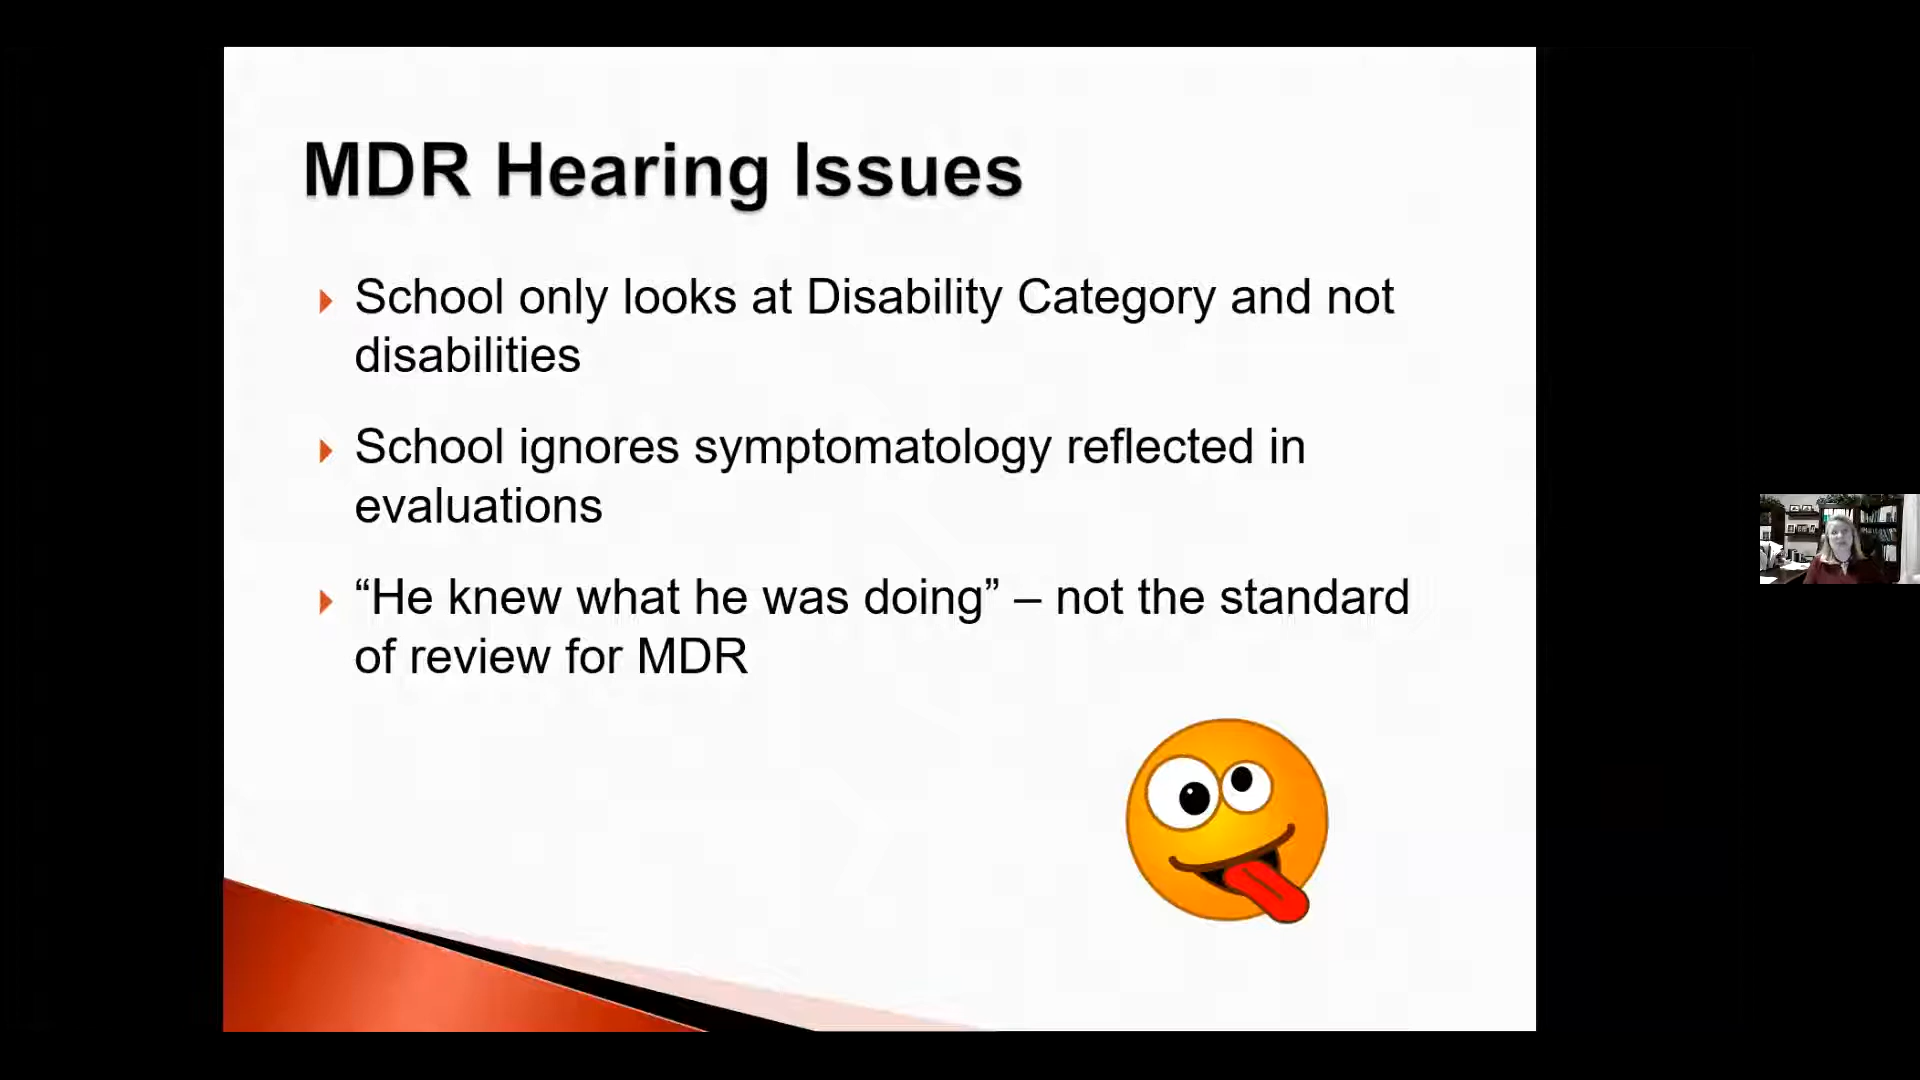 MDR Hearing Issues
School only looks at Disability Category and not
disabilities
School ignores symptomatology reflected in
evaluations
“He knew what he was doing” – not the standard
of review for MDR